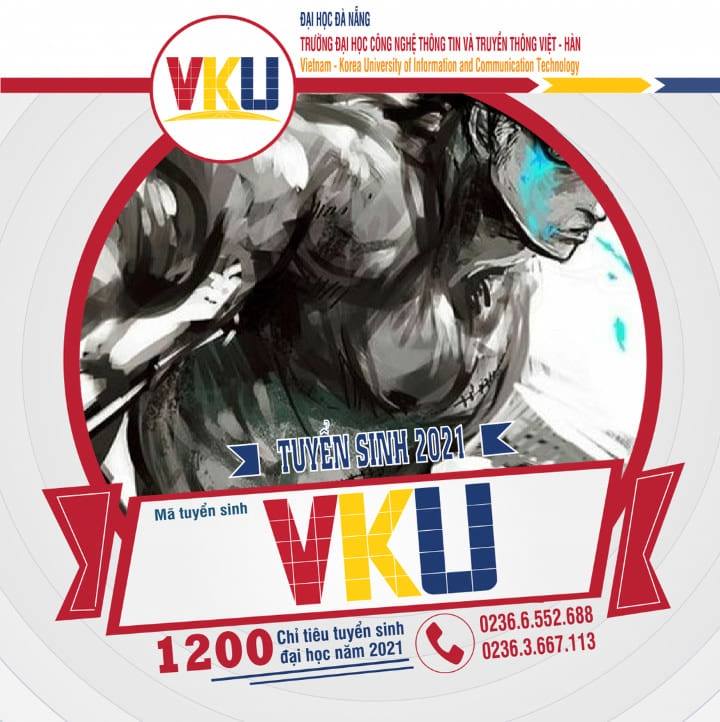 ĐẠI HỌC ĐÀ NẴNG
TRƯỜNG ĐẠI HỌC CÔNG NGHỆ THÔNG TIN VÀ TRUYỀN THÔNG VIỆT - HÀN
Vietnam - Korea University of Information and Communication Technology
VKU
TUYỂN SINH 2021
Mã tuyển sinh
VKU
1200 Chỉ tiêu tuyển sinh
đại học năm 2021
0236.6.552.688
0236.3.667.113